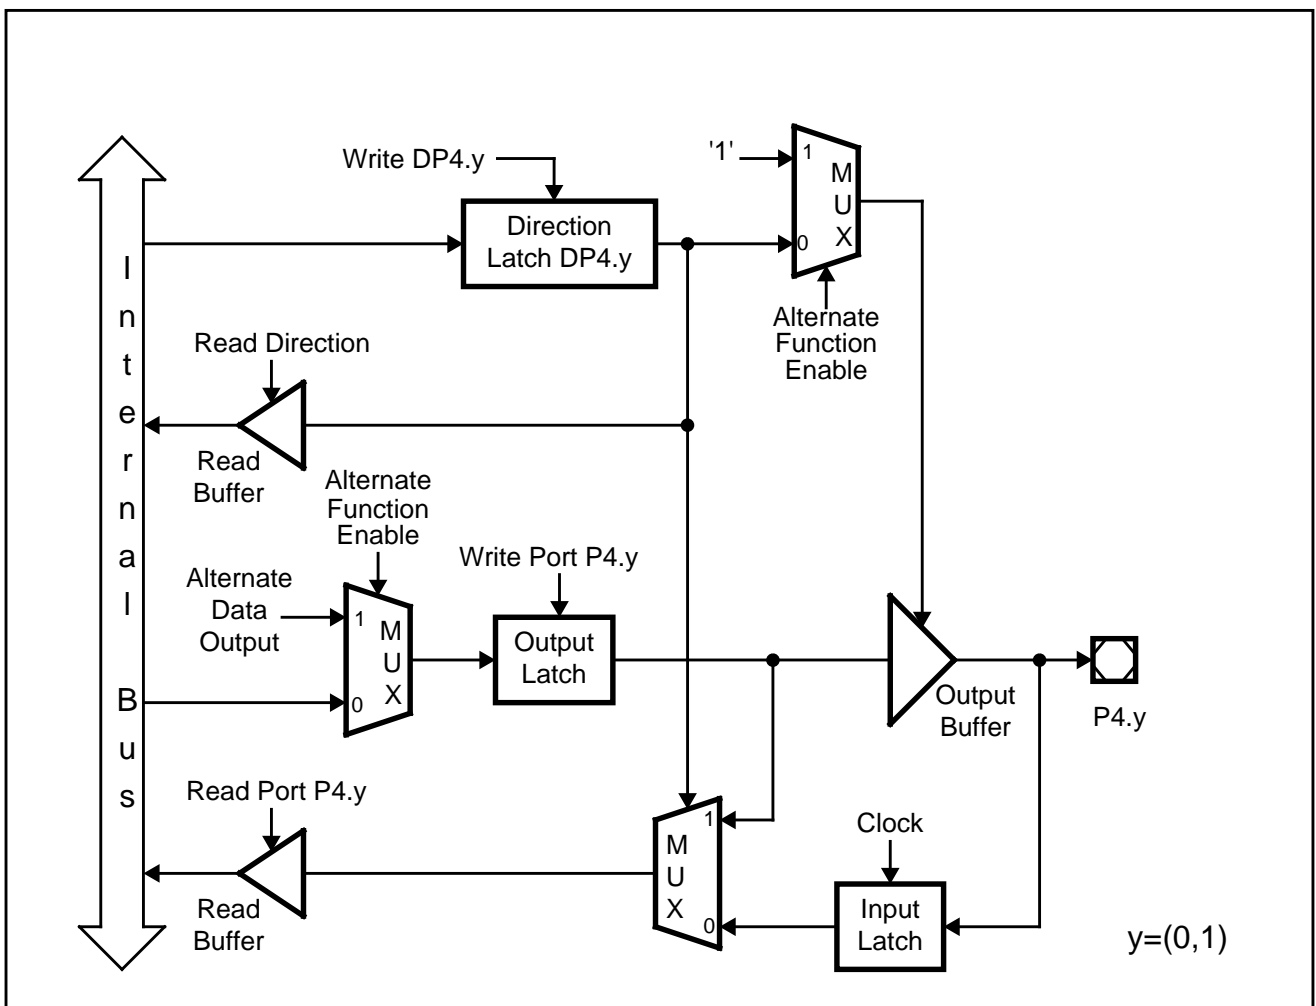 Write DP4.y
'1'
1
M
U
X
0
Direction
Latch DP4.y
Alternate
Function
Enable
Internal Bus
Read Direction
Read
Buffer
Alternate
Function
Enable
Write Port P4.y
Alternate
Data
Output
1
M
U
X
0
Output
Latch
Output
Buffer
P4.y
Read Port P4.y
Read
Buffer
1
M
U
X
0
Clock
Input
Latch
y=(0,1)